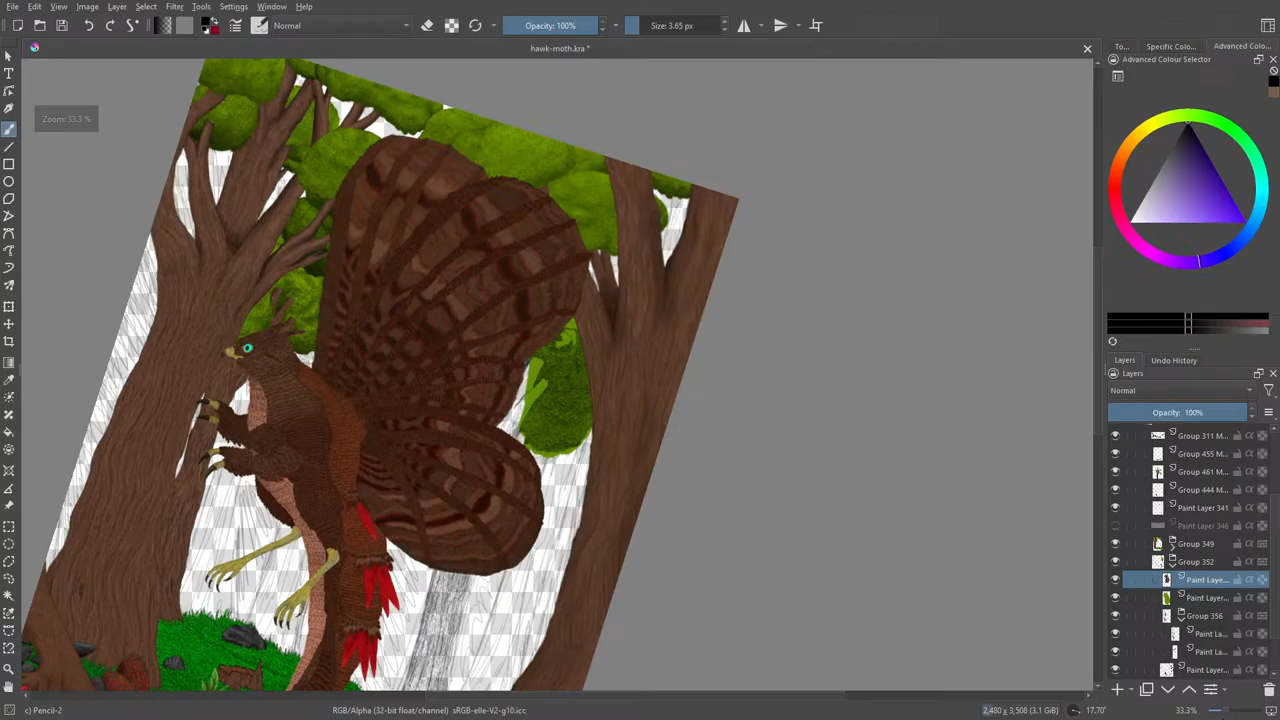 File Edit View Image Layer Select Filter Tools Settings Window Help
Normal Opacity: 100% Size: 3.65 px
hawk-moth.kra *
To... Specific Colo... Advanced Colo...
Advanced Colour Selector
Zoom: 33.3 %
Layers Undo History
Layers
Normal
Opacity: 100%
Group 311 M...
Group 455 M...
Group 461 M...
Group 444 M...
Paint Layer 341
Paint Layer 346
Group 349
Group 352
Paint Laye...
Paint Layer...
Group 356
Paint La...
Paint La...
Paint Layer...
c) Pencil-2 RGB/Alpha (32-bit float/channel) sRGB-elle-V2-g10.icc 2,480 x 3,508 (3.1 GiB) 17.70° 33.3%